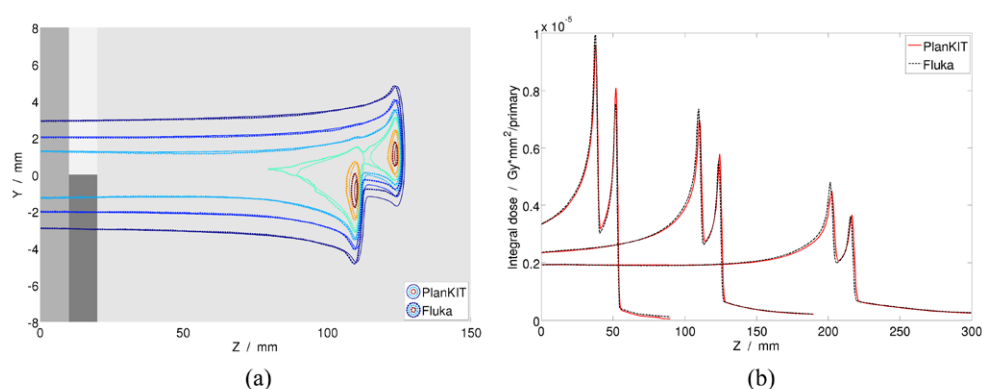 8
6
4
2
0
-2
-4
-6
-8
Y / mm
0
50
100
150
Z / mm
PlanKIT
Fluka
(a)
1 x 10^-5
0.8
0.6
0.4
0.2
0
Integral dose / Gy*mm²/primary
0
50
100
150
200
250
300
Z / mm
PlanKIT
Fluka
(b)